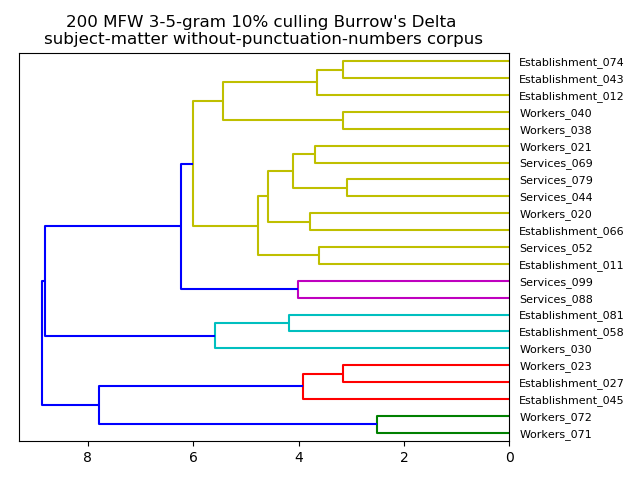 200 MFW 3-5-gram 10% culling Burrow's Delta
subject-matter without-punctuation-numbers corpus
Establishment_074
Establishment_043
Establishment_012
Workers_040
Workers_038
Workers_021
Services_069
Services_079
Services_044
Workers_020
Establishment_066
Services_052
Establishment_011
Services_099
Services_088
Establishment_081
Establishment_058
Workers_030
Workers_023
Establishment_027
Establishment_045
Workers_072
Workers_071
8 6 4 2 0